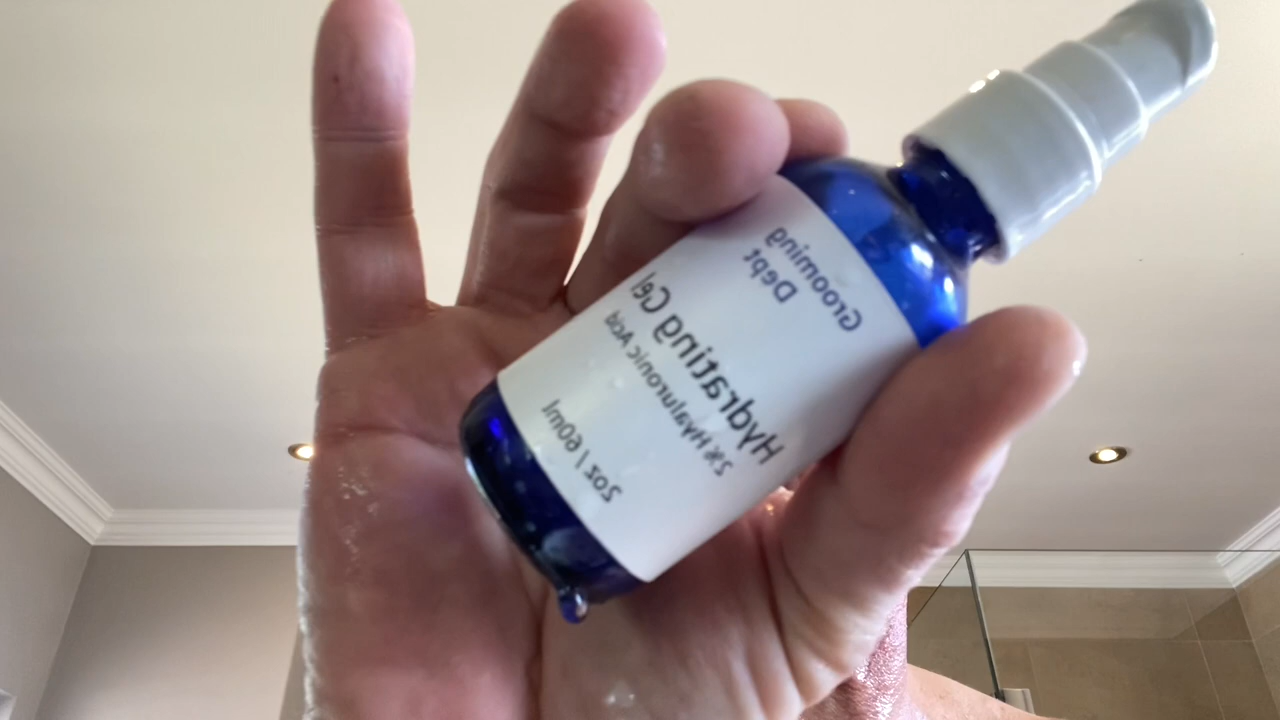 Grooming
Dept
Hydrating Gel
2% Hyaluronic Acid
2oz / 60ml